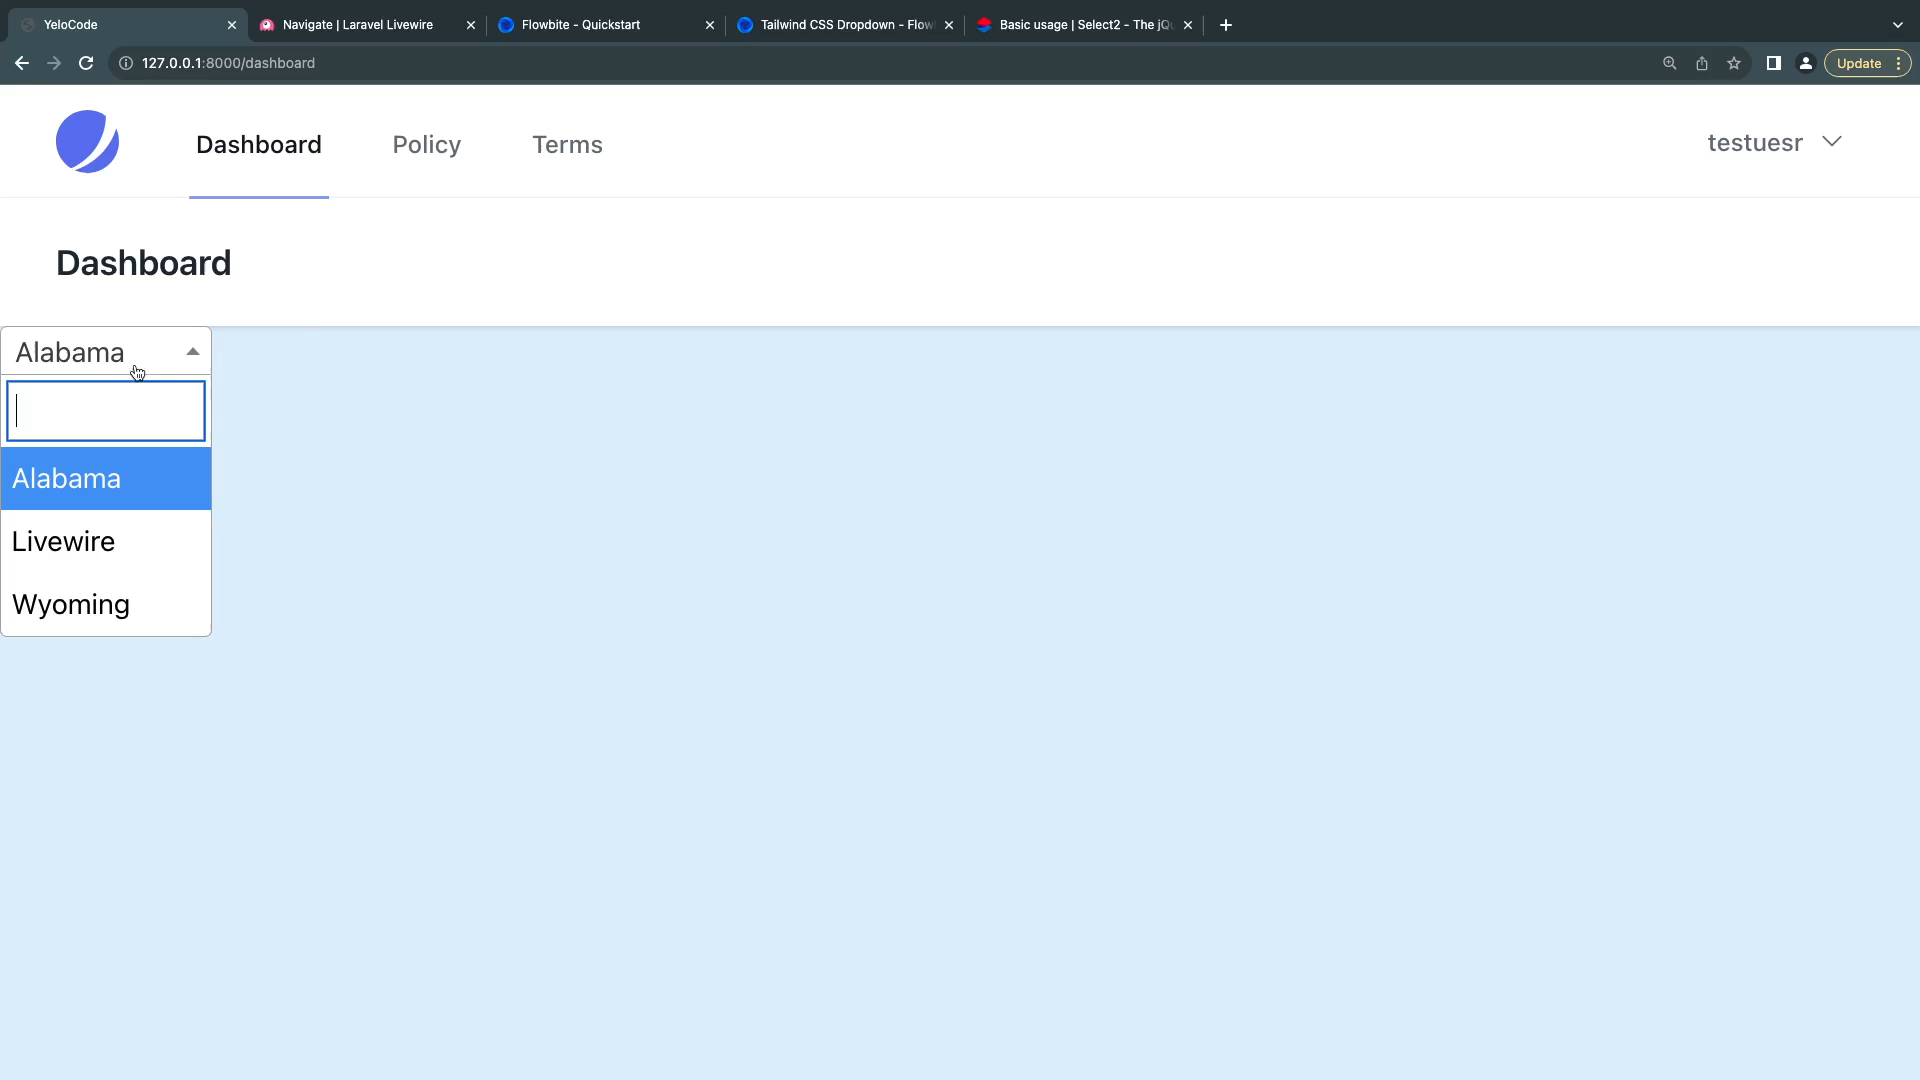 YeloCode
Navigate | Laravel Livewire
Flowbite - Quickstart
Tailwind CSS Dropdown - Flow
Basic usage | Select2 - The jQ
127.0.0.1:8000/dashboard
Update
Dashboard
Policy
Terms
testuesr
Dashboard
Alabama
Alabama
Livewire
Wyoming